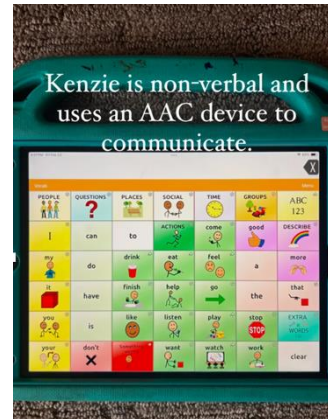 Kenzie is non-verbal and
uses an AAC device to
communicate.
PEOPLE QUESTIONS PLACES SOCIAL TIME GROUPS ABC 123
I can to ACTIONS come good DESCRIBE
my do drink eat feel a more
it have finish help go the that
you is like listen play stop EXTRA WORDS
STOP
your don't want watch work clear